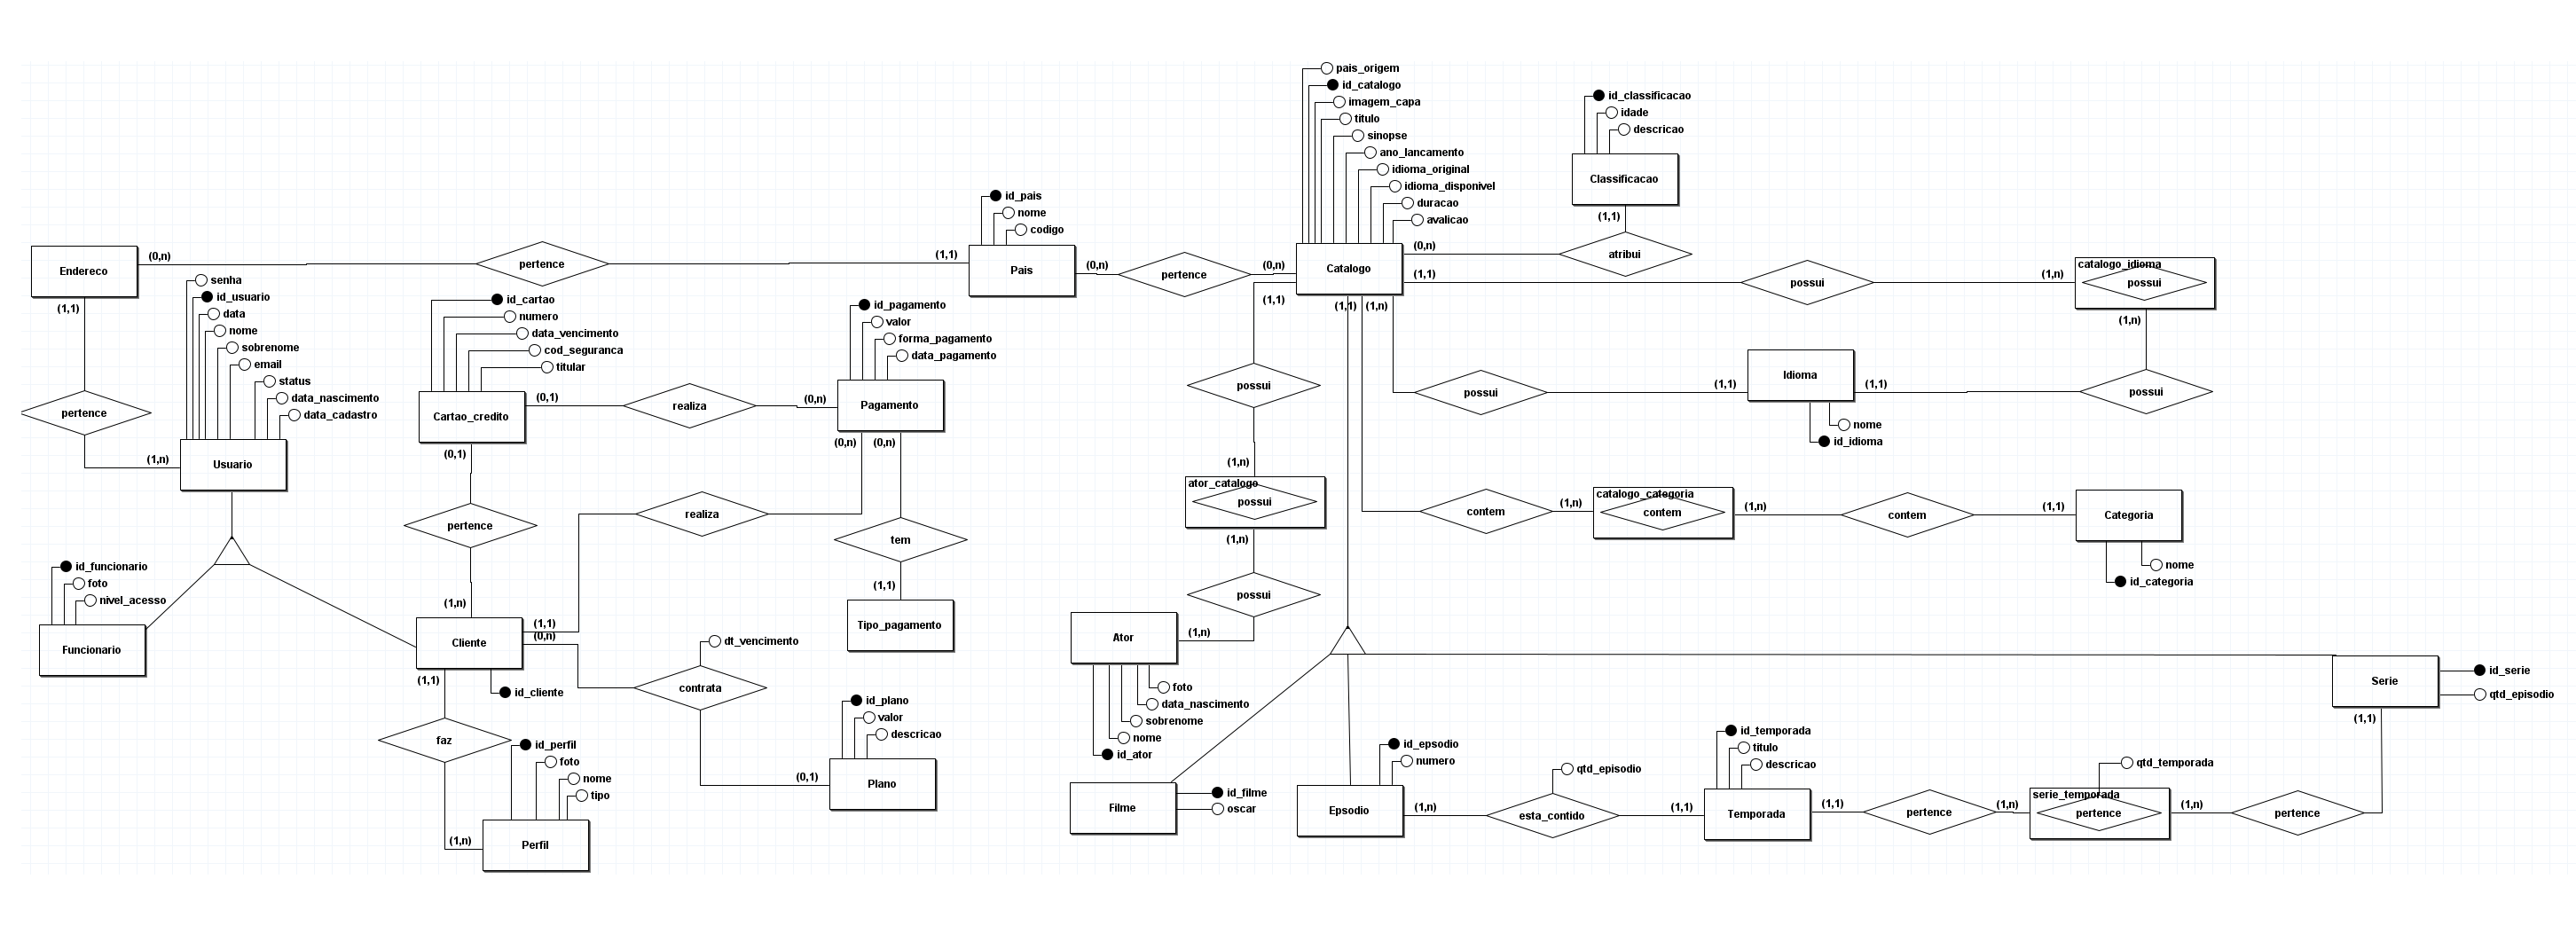 pais_origem
id_catalogo
imagem_capa
titulo
sinopse
ano_lancamento
idioma_original
idioma_disponivel
duracao
avalicao
Catalogo
id_classificacao
idade
descricao
Classificacao
(1,1)
atribui
(0,n)
id_pais
nome
codigo
Pais
(1,1)
pertence
(0,n)
Endereco
(0,n)
pertence
(0,n)
(1,1)
pertence
(1,n)
senha
id_usuario
data
nome
sobrenome
email
status
data_nascimento
data_cadastro
Usuario
id_cartao
numero
data_vencimento
cod_seguranca
titular
Cartao_credito
(0,1)
realiza
(0,n)
id_pagamento
valor
forma_pagamento
data_pagamento
Pagamento
(0,n)
(0,n)
(0,1)
pertence
(1,n)
realiza
tem
(1,1)
Tipo_pagamento
id_funcionario
foto
nivel_acesso
Funcionario
Cliente
(1,1)
(0,n)
id_cliente
(1,1)
faz
(1,n)
dt_vencimento
contrata
(0,1)
id_plano
valor
descricao
Plano
id_perfil
foto
nome
tipo
Perfil
(1,1)
possui
(1,n)
catalogo_idioma
possui
(1,n)
possui
(1,1)
Idioma
nome
id_idioma
(1,1)
possui
(1,n)
(1,1)
(1,1)
possui
(1,n)
ator_catalogo
possui
(1,n)
possui
(1,n)
Ator
foto
data_nascimento
sobrenome
nome
id_ator
contem
(1,n)
catalogo_categoria
contem
(1,n)
contem
(1,1)
Categoria
nome
id_categoria
Filme
id_filme
oscar
id_epsodio
numero
Epsodio
(1,n)
qtd_episodio
esta_contido
(1,1)
id_temporada
titulo
descricao
Temporada
(1,1)
pertence
(1,n)
qtd_temporada
serie_temporada
pertence
(1,n)
pertence
(1,1)
Serie
id_serie
qtd_episodio